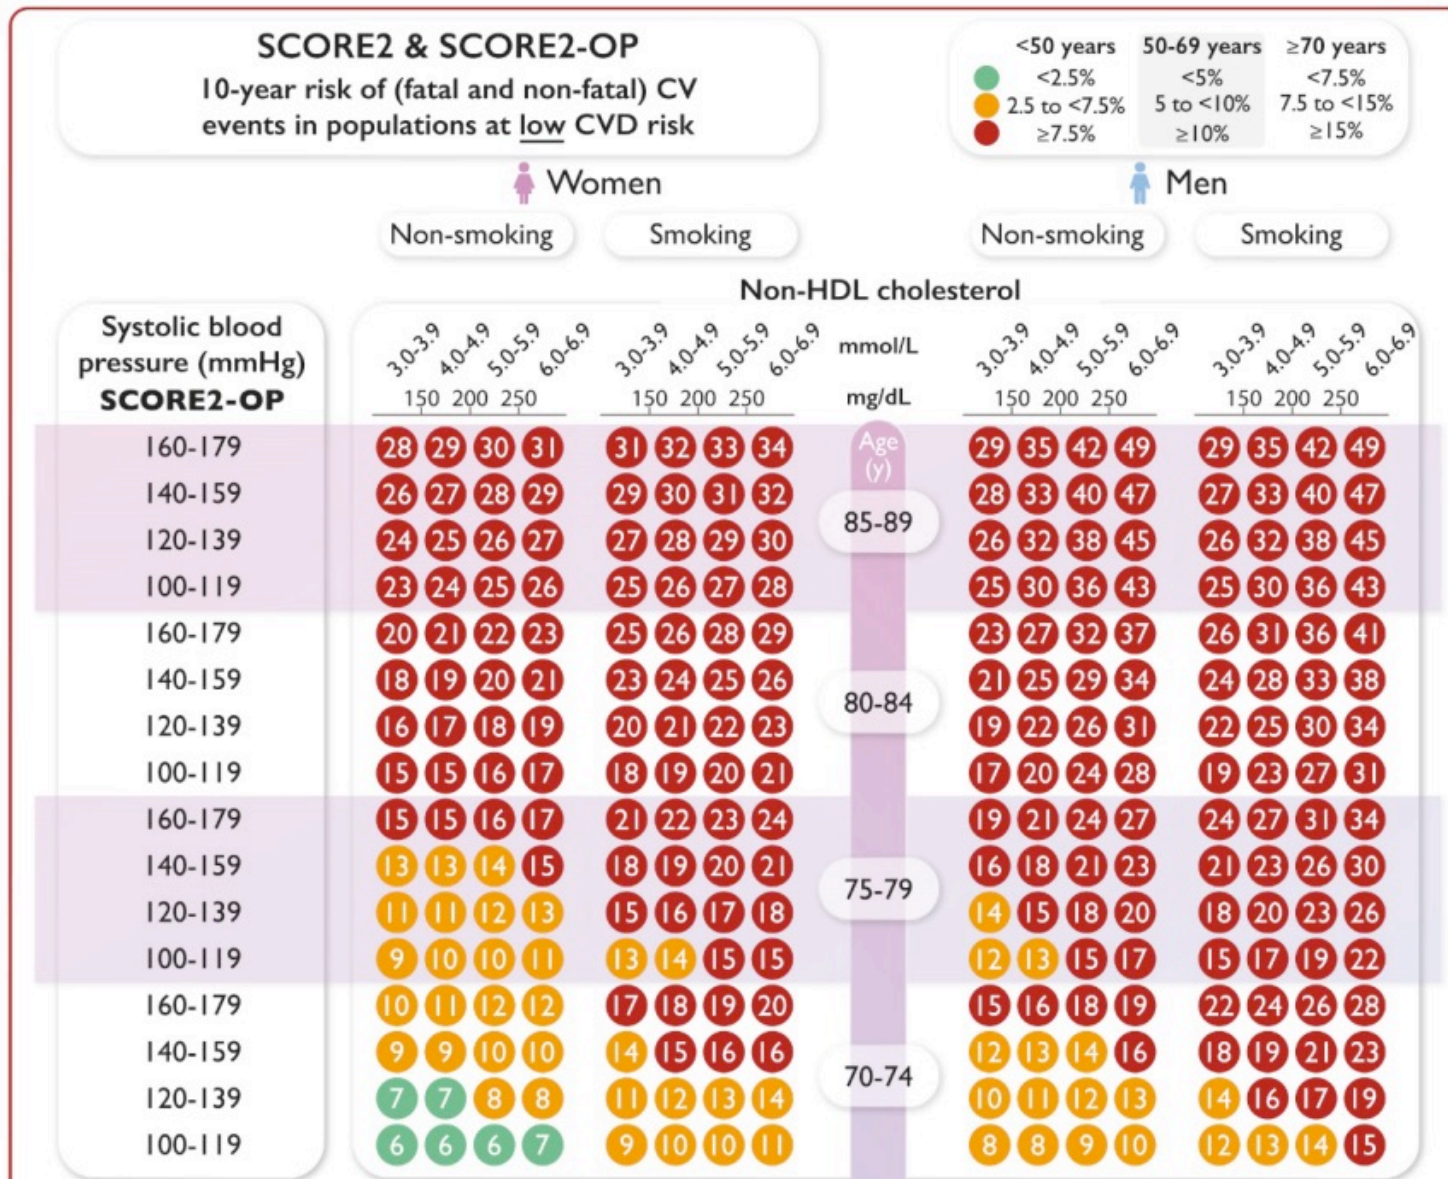 SCORE2 & SCORE2-OP
10-year risk of (fatal and non-fatal) CV
events in populations at low CVD risk
<50 years 50-69 years ≥70 years
<2.5% <5% <7.5%
2.5 to <7.5% 5 to <10% 7.5 to <15%
≥7.5% ≥10% ≥15%
Women Men
Non-smoking Smoking Non-smoking Smoking
Non-HDL cholesterol
Systolic blood
pressure (mmHg)
SCORE2-OP
3.0-3.9 4.0-4.9 5.0-5.9 6.0-6.9 3.0-3.9 4.0-4.9 5.0-5.9 6.0-6.9 mmol/L 3.0-3.9 4.0-4.9 5.0-5.9 6.0-6.9 3.0-3.9 4.0-4.9 5.0-5.9 6.0-6.9
150 200 250 150 200 250 mg/dL 150 200 250 150 200 250
Age
(y)
160-179 28 29 30 31 31 32 33 34 29 35 42 49 29 35 42 49
140-159 26 27 28 29 29 30 31 32 28 33 40 47 27 33 40 47
85-89
120-139 24 25 26 27 27 28 29 30 26 32 38 45 26 32 38 45
100-119 23 24 25 26 25 26 27 28 25 30 36 43 25 30 36 43
160-179 20 21 22 23 25 26 28 29 23 27 32 37 26 31 36 41
140-159 18 19 20 21 23 24 25 26 21 25 29 34 24 28 33 38
80-84
120-139 16 17 18 19 20 21 22 23 19 22 26 31 22 25 30 34
100-119 15 15 16 17 18 19 20 21 17 20 24 28 19 23 27 31
160-179 15 15 16 17 21 22 23 24 19 21 24 27 24 27 31 34
140-159 13 13 14 15 18 19 20 21 16 18 21 23 21 23 26 30
75-79
120-139 11 11 12 13 15 16 17 18 14 15 18 20 18 20 23 26
100-119 9 10 10 11 13 14 15 15 12 13 15 17 15 17 19 22
160-179 10 11 12 12 17 18 19 20 15 16 18 19 22 24 26 28
140-159 9 9 10 10 14 15 16 16 12 13 14 16 18 19 21 23
70-74
120-139 7 7 8 8 11 12 13 14 10 11 12 13 14 16 17 19
100-119 6 6 6 7 9 10 10 11 8 8 9 10 12 13 14 15